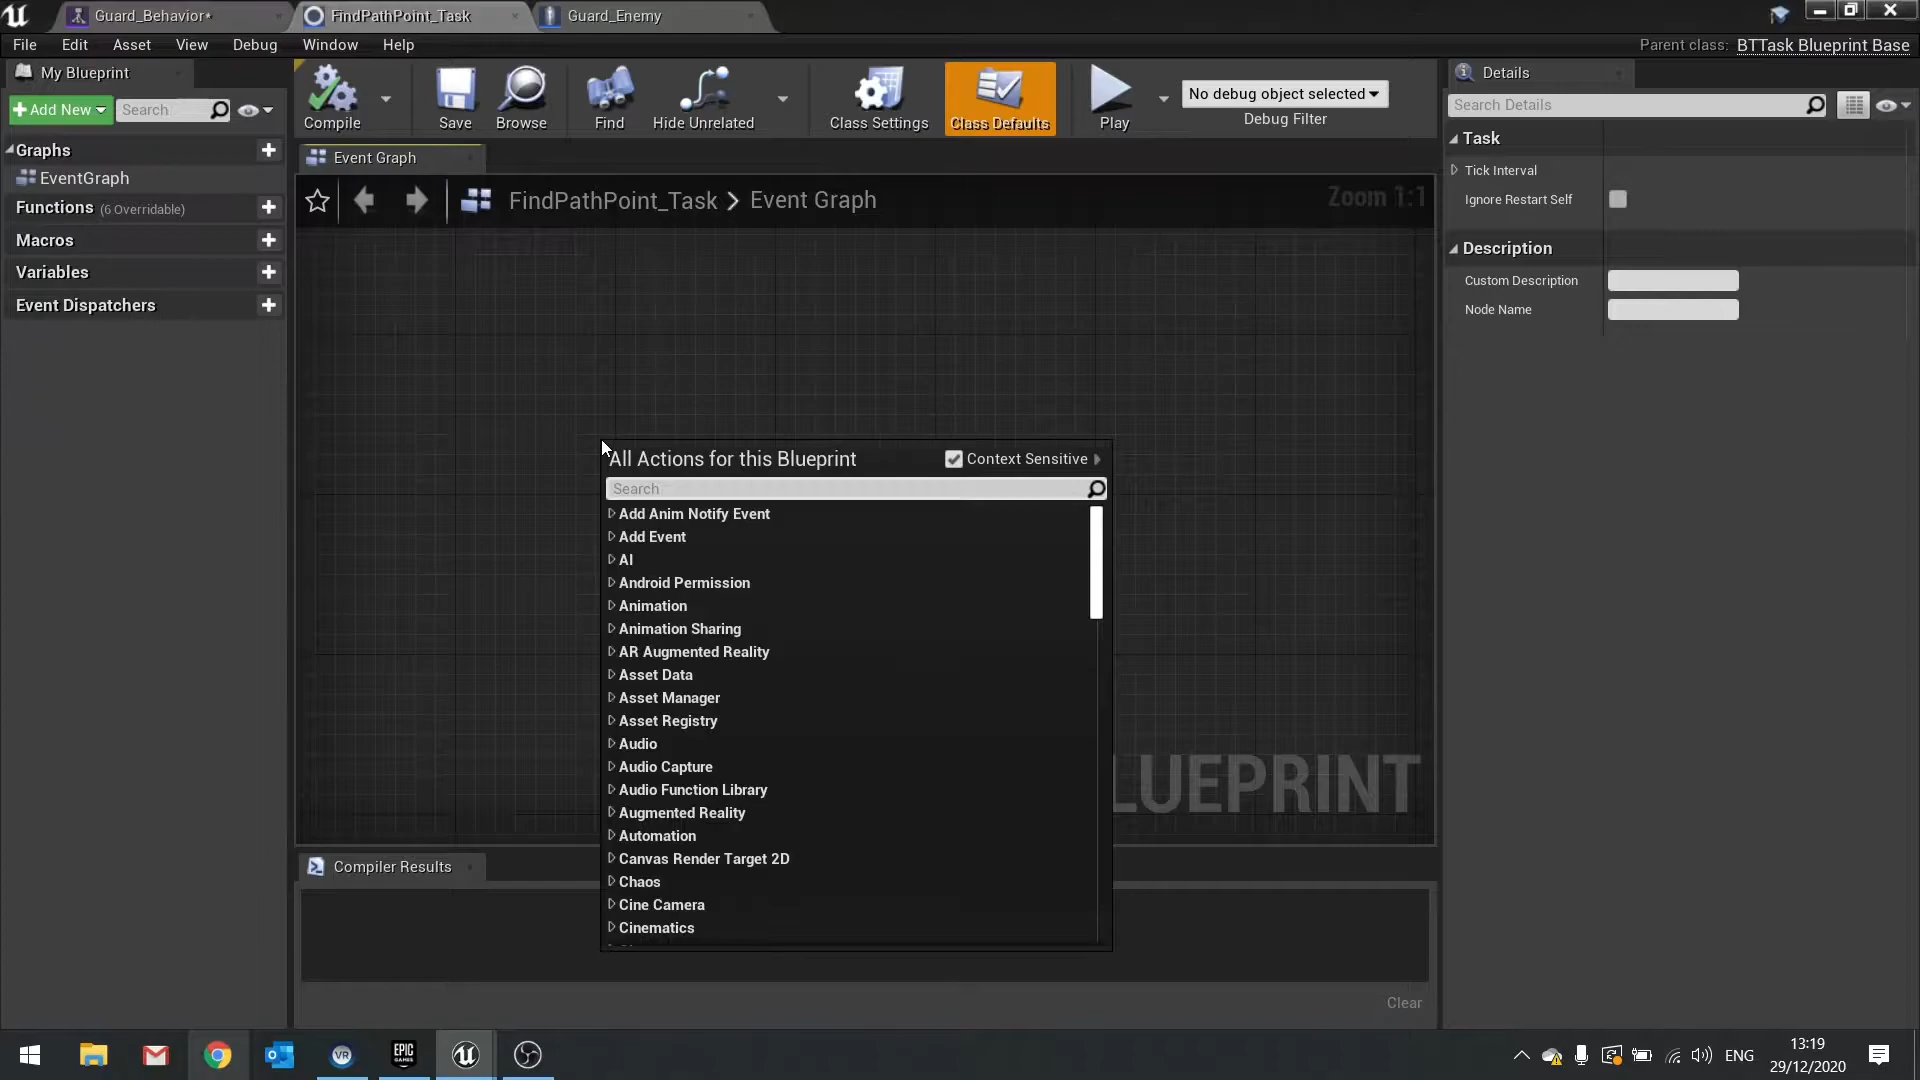 Guard_Behavior*
FindPathPoint_Task
Guard_Enemy
File Edit Asset View Debug Window Help
Parent class: BTTask Blueprint Base
My Blueprint
Add New
Search
Graphs
EventGraph
Functions (6 Overridable)
Macros
Variables
Event Dispatchers
Compile
Save
Browse
Find
Hide Unrelated
Class Settings
Class Defaults
Play
No debug object selected
Debug Filter
Event Graph
FindPathPoint_Task > Event Graph
Zoom 1:1
All Actions for this Blueprint
Context Sensitive
Search
Add Anim Notify Event
Add Event
AI
Android Permission
Animation
Animation Sharing
AR Augmented Reality
Asset Data
Asset Manager
Asset Registry
Audio
Audio Capture
Audio Function Library
Augmented Reality
Automation
Canvas Render Target 2D
Chaos
Cine Camera
Cinematics
LUEPRINT
Compiler Results
Clear
Details
Search Details
Task
Tick Interval
Ignore Restart Self
Description
Custom Description
Node Name
VR
EPIC
GAMES
ENG
13:19
29/12/2020